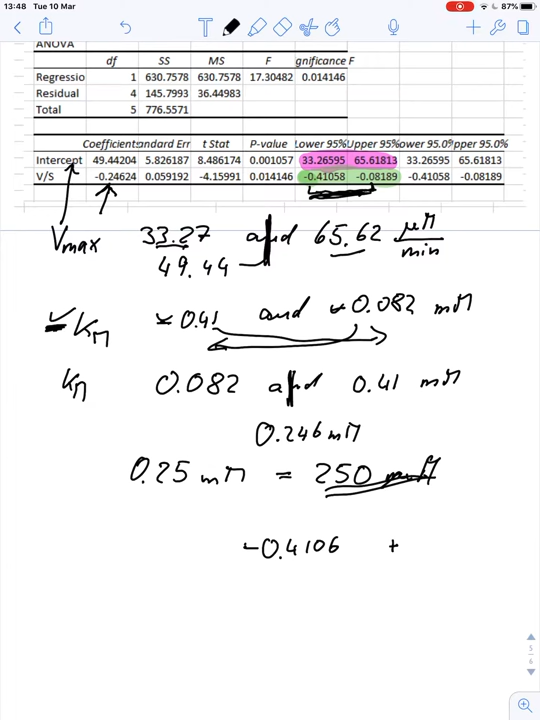 13:48 Tue 10 Mar 87%
ANOVA
df SS MS F gnificance F
Regressio 1 630.7578 630.7578 17.30482 0.014146
Residual 4 145.7993 36.44983
Total 5 776.5571
Coefficients andard Err t Stat P-value Lower 95% Upper 95% ower 95.0% pper 95.0%
Intercept 49.44204 5.826187 8.486174 0.001057 33.26595 65.61813 33.26595 65.61813
V/S -0.24624 0.059192 -4.15991 0.014146 -0.41058 -0.08189 -0.41058 -0.08189
Vmax 33.27 and 65.62 μM/min
49.44
- KM - 0.41 and - 0.082 mM
KM 0.082 and 0.41 mM
0.246 mM
0.25 mM = 250
-0.4106 +
5
6